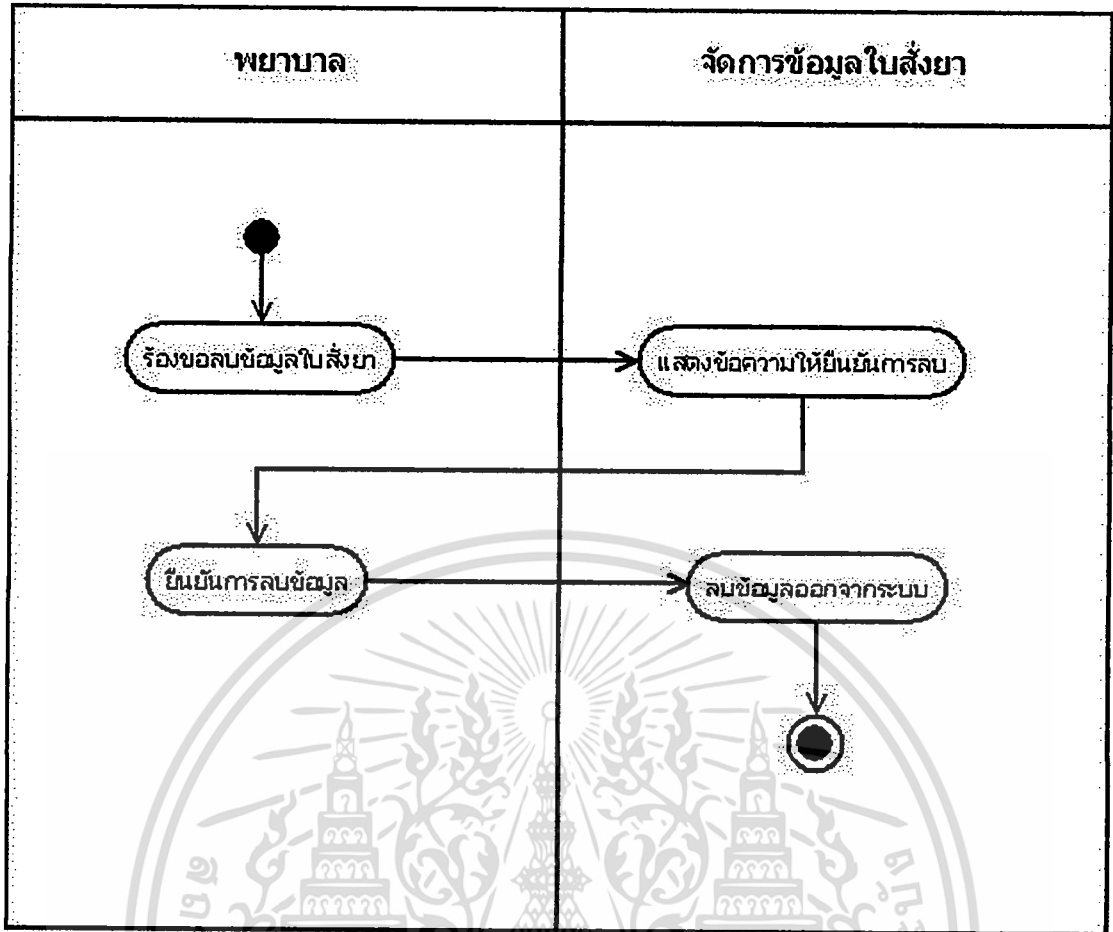 พยาบาล
จัดการข้อมูลใบสั่งยา
ร้องขอลบข้อมูลใบสั่งยา
แสดงข้อความให้ยืนยันการลบ
ยืนยันการลบข้อมูล
ลบข้อมูลออกจากระบบ